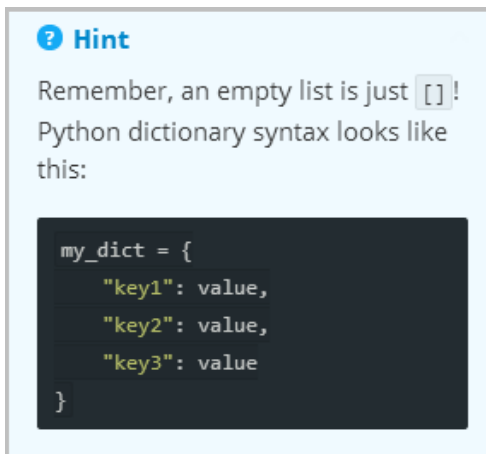 Hint
Remember, an empty list is just []!
Python dictionary syntax looks like
this:
my_dict = {
    "key1": value,
    "key2": value,
    "key3": value
}